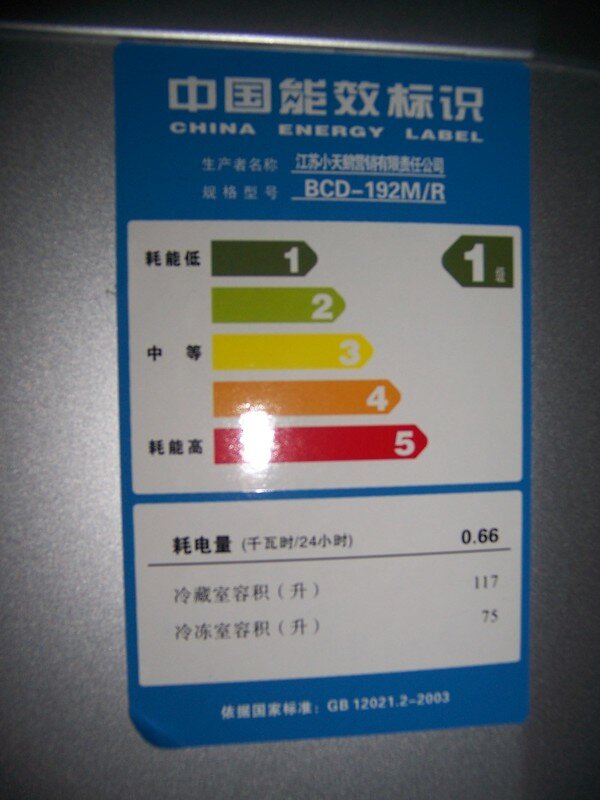 中国能效标识
CHINA ENERGY LABEL
生产者名称 江苏小天鹅营销有限责任公司
规格型号 BCD-192M/R
耗能低 1 1级
2
中 等 3
4
耗能高 5
耗电量 (千瓦时/24小时) 0.66
冷藏室容积（升） 117
冷冻室容积（升） 75
依据国家标准：GB 12021.2-2003